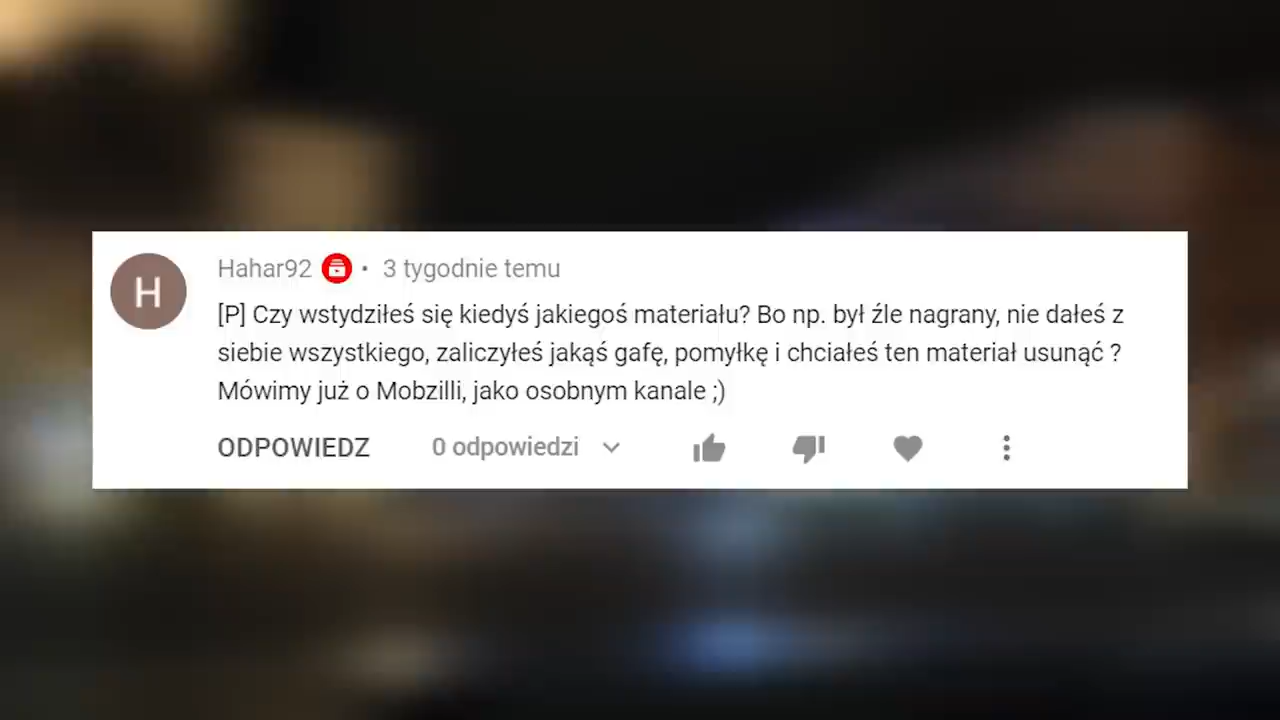 H
Hahar92 • 3 tygodnie temu
[P] Czy wstydziłeś się kiedyś jakiegoś materiału? Bo np. był źle nagrany, nie dałeś z
siebie wszystkiego, zaliczyłeś jakąś gafę, pomyłkę i chciałeś ten materiał usunąć ?
Mówimy już o Mobzilli, jako osobnym kanale ;)
ODPOWIEDZ 0 odpowiedzi